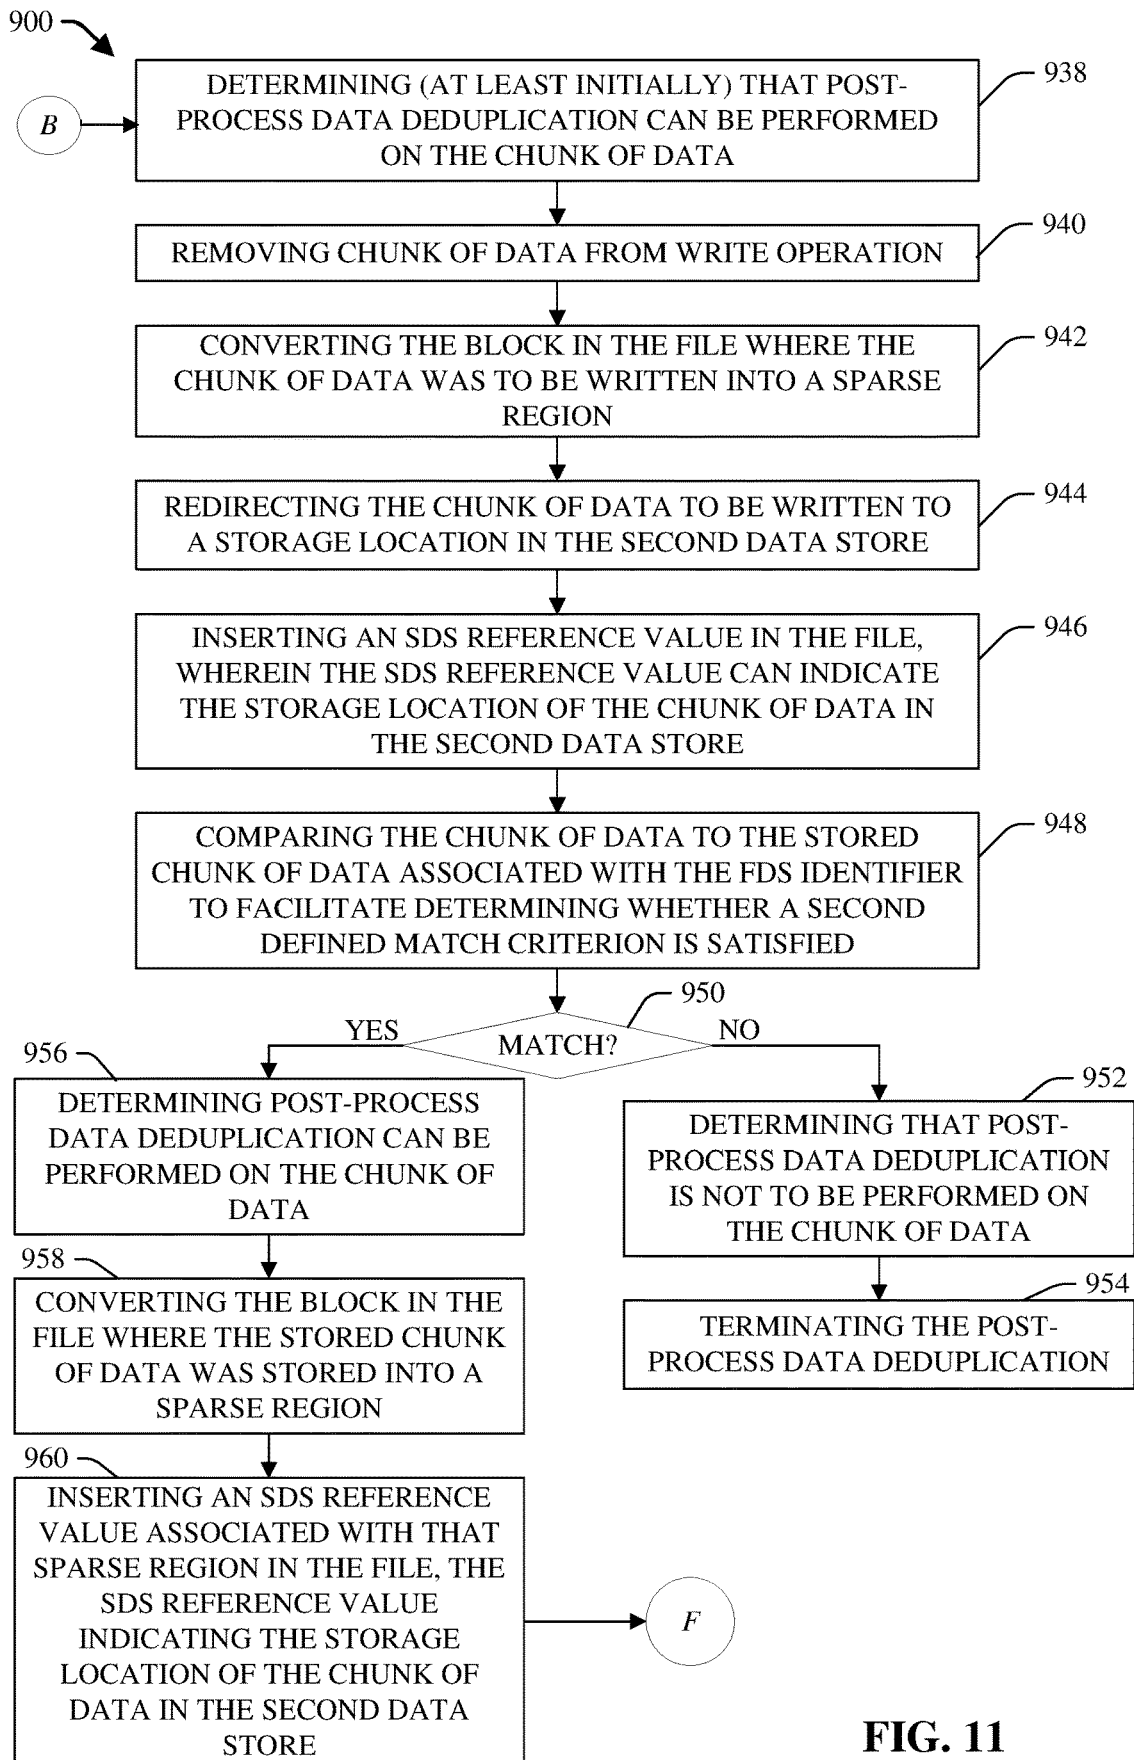 900
B
DETERMINING (AT LEAST INITIALLY) THAT POST-
PROCESS DATA DEDUPLICATION CAN BE PERFORMED
ON THE CHUNK OF DATA
938
REMOVING CHUNK OF DATA FROM WRITE OPERATION
940
CONVERTING THE BLOCK IN THE FILE WHERE THE
CHUNK OF DATA WAS TO BE WRITTEN INTO A SPARSE
REGION
942
REDIRECTING THE CHUNK OF DATA TO BE WRITTEN TO
A STORAGE LOCATION IN THE SECOND DATA STORE
944
INSERTING AN SDS REFERENCE VALUE IN THE FILE,
WHEREIN THE SDS REFERENCE VALUE CAN INDICATE
THE STORAGE LOCATION OF THE CHUNK OF DATA IN
THE SECOND DATA STORE
946
COMPARING THE CHUNK OF DATA TO THE STORED
CHUNK OF DATA ASSOCIATED WITH THE FDS IDENTIFIER
TO FACILITATE DETERMINING WHETHER A SECOND
DEFINED MATCH CRITERION IS SATISFIED
948
950
YES
MATCH?
NO
956
DETERMINING POST-PROCESS
DATA DEDUPLICATION CAN BE
PERFORMED ON THE CHUNK OF
DATA
952
DETERMINING THAT POST-
PROCESS DATA DEDUPLICATION
IS NOT TO BE PERFORMED ON
THE CHUNK OF DATA
958
CONVERTING THE BLOCK IN THE
FILE WHERE THE STORED CHUNK
OF DATA WAS STORED INTO A
SPARSE REGION
954
TERMINATING THE POST-
PROCESS DATA DEDUPLICATION
960
INSERTING AN SDS REFERENCE
VALUE ASSOCIATED WITH THAT
SPARSE REGION IN THE FILE, THE
SDS REFERENCE VALUE
INDICATING THE STORAGE
LOCATION OF THE CHUNK OF
DATA IN THE SECOND DATA
STORE
F
FIG. 11